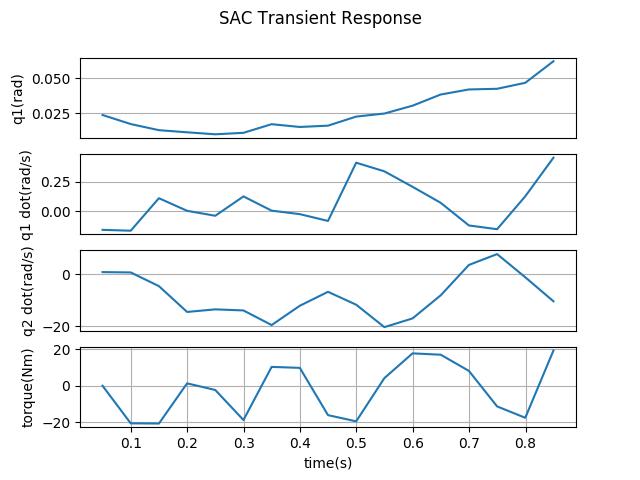 SAC Transient Response
q1(rad)
0.050
0.025
q1 dot(rad/s)
0.25
0.00
q2 dot(rad/s)
0
−20
torque(Nm)
20
0
−20
0.1 0.2 0.3 0.4 0.5 0.6 0.7 0.8
time(s)